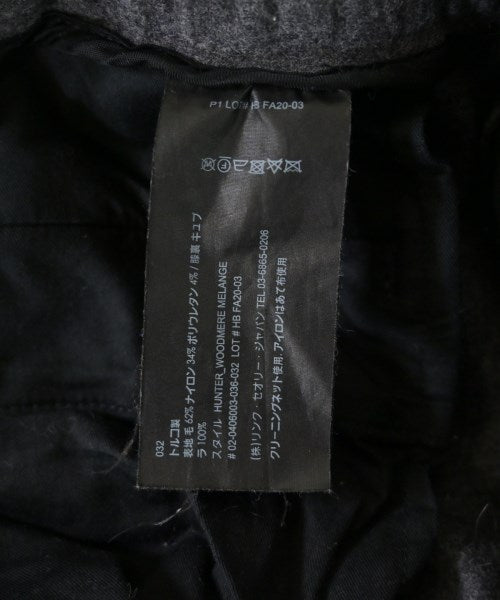 P1 LOT# HB FA20-03
032
トルコ製
表地 毛 62% ナイロン 34% ポリウレタン 4% / 膝裏 キュプ
ラ 100%
スタイル HUNTER_WOODMERE MELANGE
# 02-0406003-036-032 LOT # HB FA20-03
(株)リンク・セオリー・ジャパン TEL 03-6865-0206
クリーニングネット使用, アイロンはあて布使用